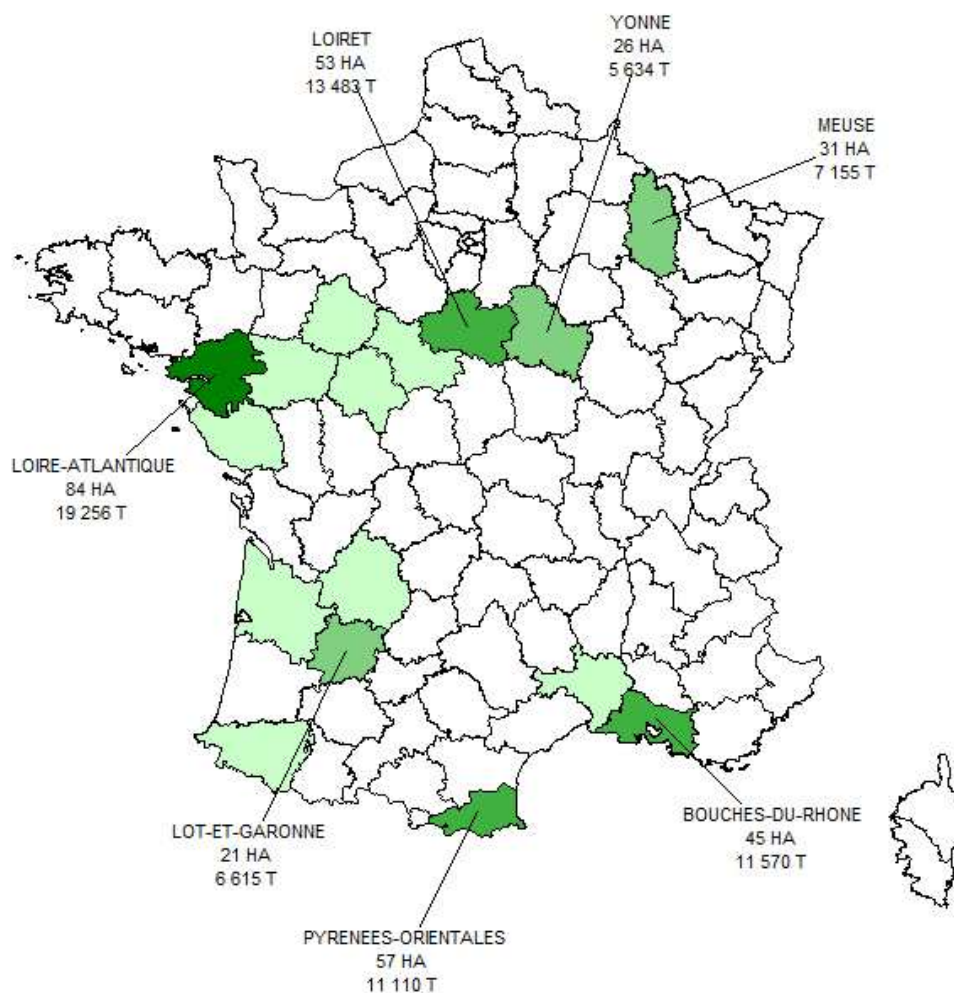 YONNE
26 HA
5 634 T
LOIRET
53 HA
13 483 T
MEUSE
31 HA
7 155 T
LOIRE-ATLANTIQUE
84 HA
19 256 T
BOUCHES-DU-RHONE
45 HA
11 570 T
LOT-ET-GARONNE
21 HA
6 615 T
PYRENEES-ORIENTALES
57 HA
11 110 T